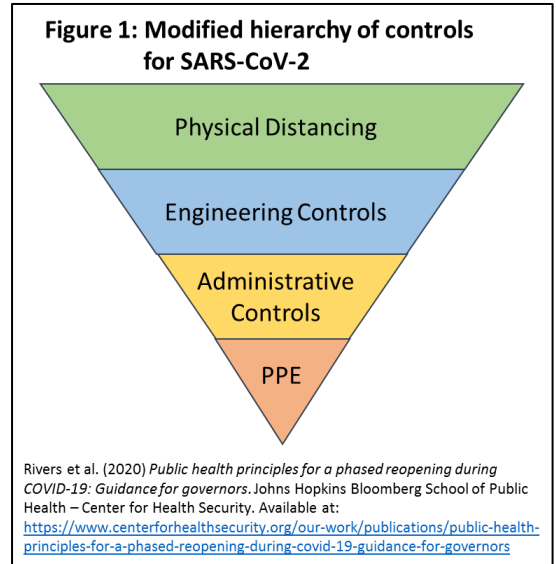 Figure 1: Modified hierarchy of controls
for SARS-CoV-2
Physical Distancing
Engineering Controls
Administrative
Controls
PPE
Rivers et al. (2020) Public health principles for a phased reopening during
COVID-19: Guidance for governors. Johns Hopkins Bloomberg School of Public
Health – Center for Health Security. Available at:
https://www.centerforhealthsecurity.org/our-work/publications/public-health-
principles-for-a-phased-reopening-during-covid-19-guidance-for-governors